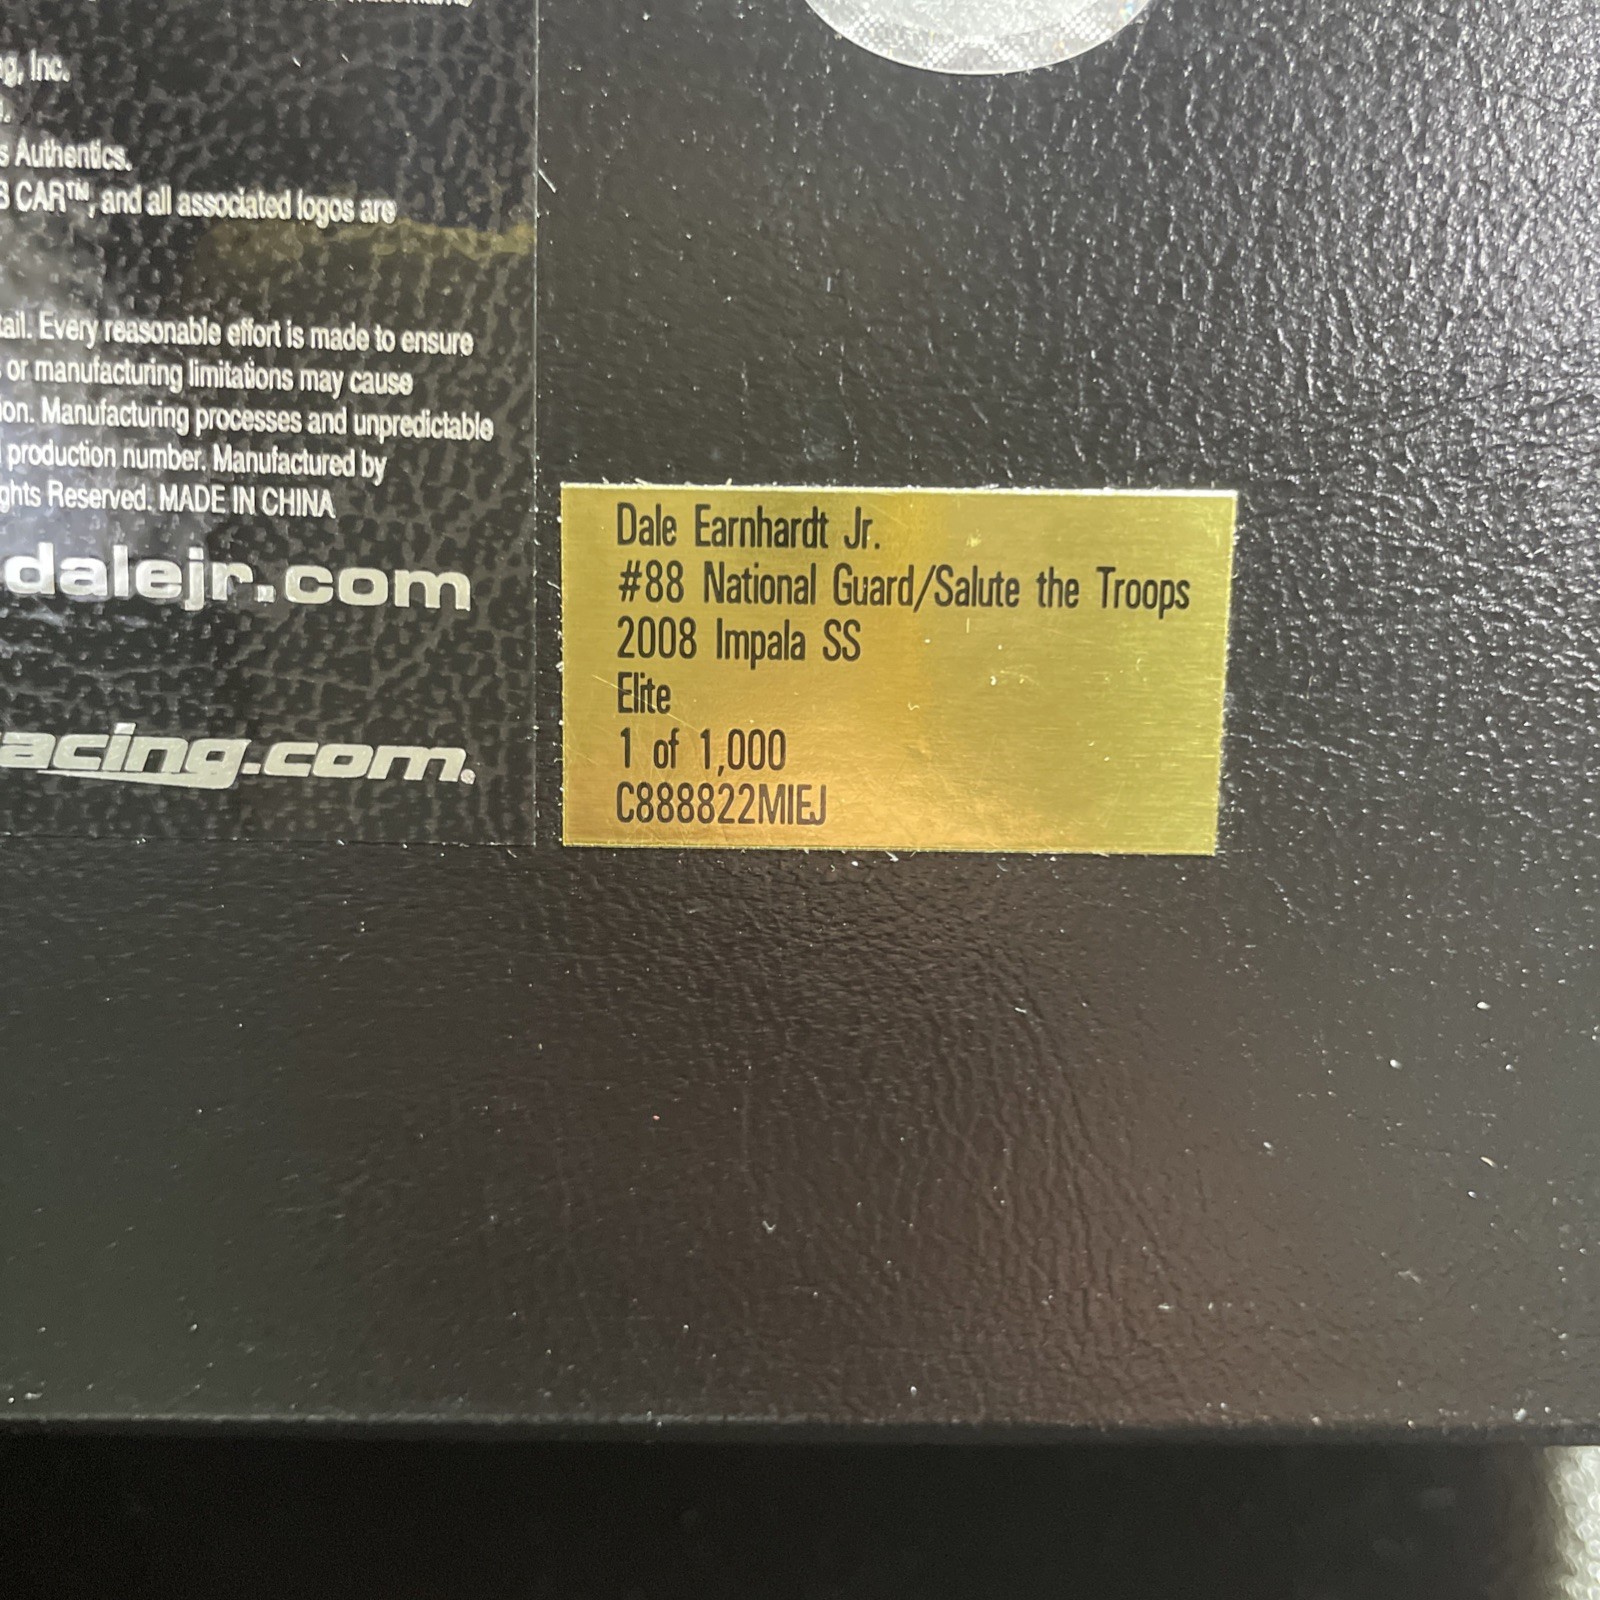 g, Inc.
s Authentics.
CAR™, and all associated logos are
ail. Every reasonable effort is made to ensure
or manufacturing limitations may cause
ion. Manufacturing processes and unpredictable
production number. Manufactured by
ghts Reserved. MADE IN CHINA
dalejr.com
acing.com.
Dale Earnhardt Jr.
#88 National Guard/Salute the Troops
2008 Impala SS
Elite
1 of 1,000
C888822MIEJ